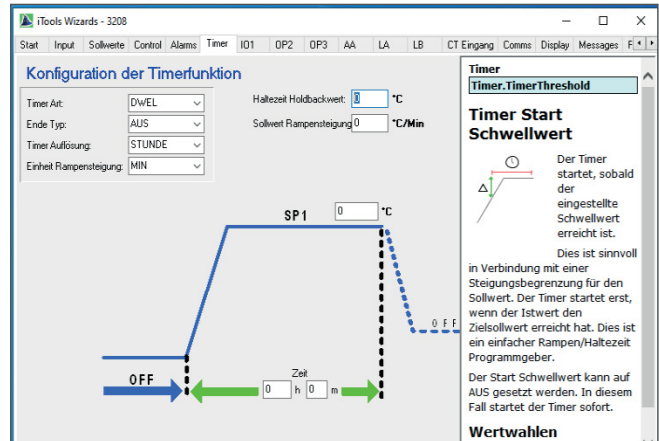 iTools Wizards - 3208
Start Input Sollwerte Control Alarms Timer IO1 OP2 OP3 AA LA LB CT Eingang Comms Display Messages F
Konfiguration der Timerfunktion
Timer Art: DWEL
Ende Typ: AUS
Timer Auflösung: STUNDE
Einheit Rampensteigung: MIN
Haltezeit Holdbackwert: 0 °C
Sollwert Rampensteigung 0 °C/Min
SP1 0 °C
OFF
OFF
Zeit
0 h 0 m
Timer
Timer.TimerThreshold
Timer Start
Schwellwert
Der Timer
startet, sobald
der
eingestellte
Schwellwert
erreicht ist.
Dies ist sinnvoll
in Verbindung mit einer
Steigungsbegrenzung für den
Sollwert. Der Timer startet erst,
wenn der Istwert den
Zielsollwert erreicht hat. Dies ist
ein einfacher Rampen/Haltezeit
Programmgeber.
Der Start Schwellwert kann auf
AUS gesetzt werden. In diesem
Fall startet der Timer sofort.
Wertwahlen